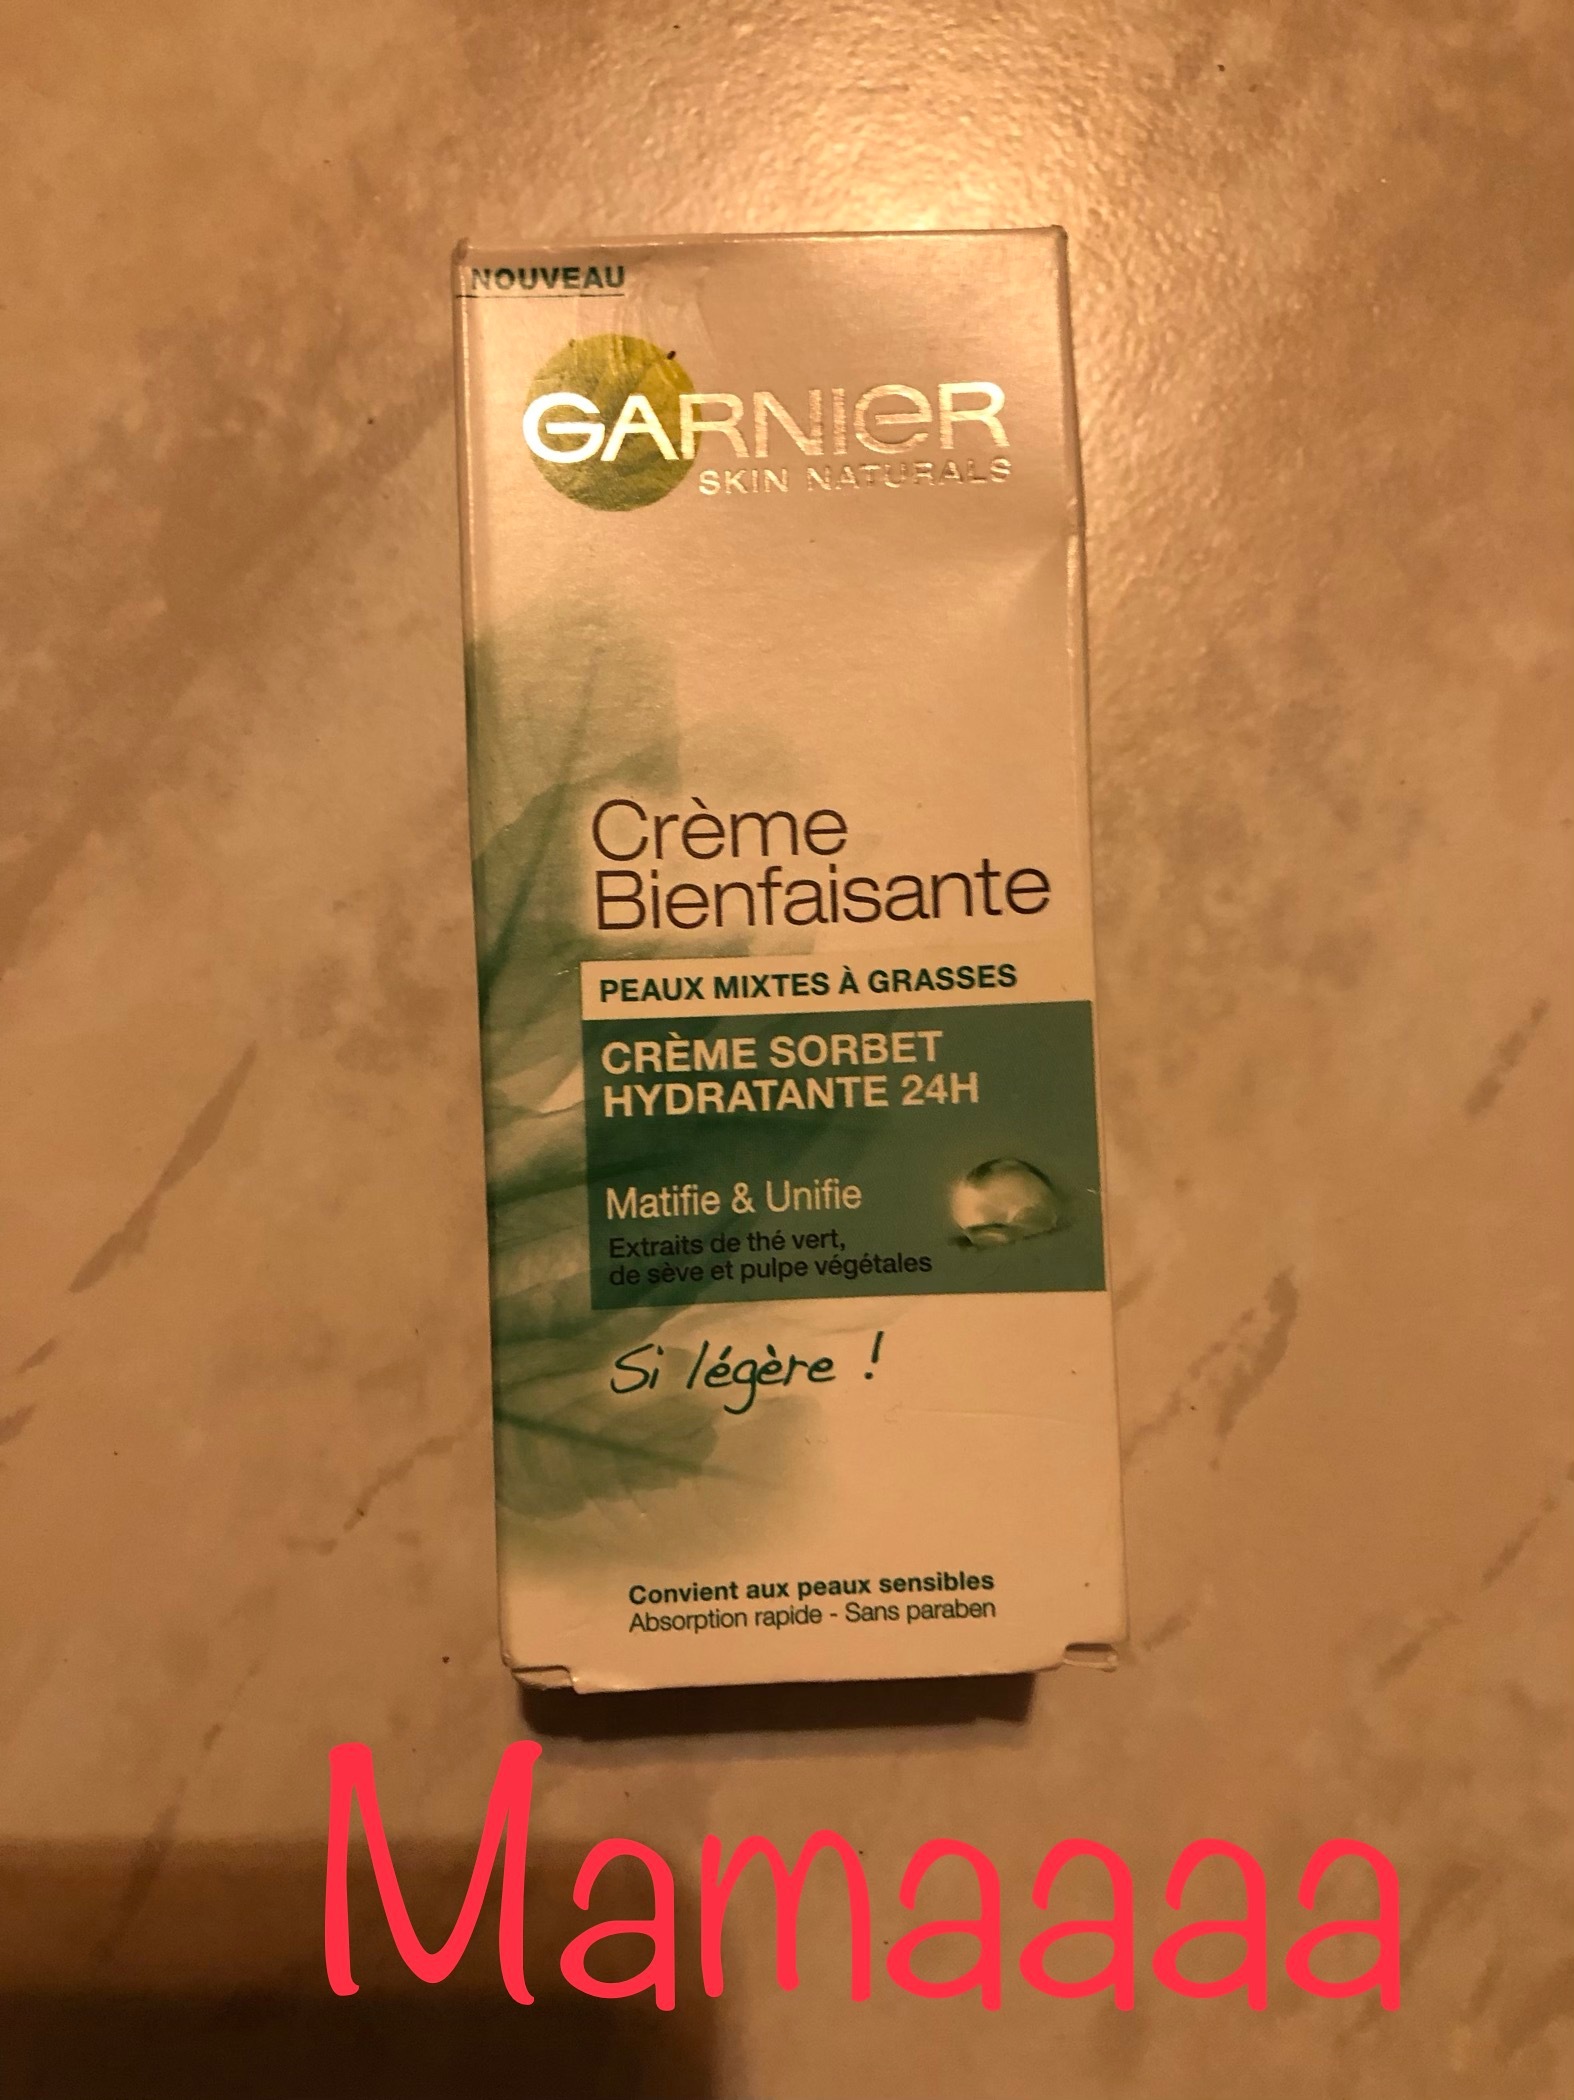 NOUVEAU
GARNIER
SKIN NATURALS
Crème
Bienfaisante
PEAUX MIXTES À GRASSES
CRÈME SORBET
HYDRATANTE 24H
Matifie & Unifie
Extraits de thé vert,
de sève et pulpe végétales
Si légère !
Convient aux peaux sensibles
Absorption rapide - Sans paraben
Mamaaaa